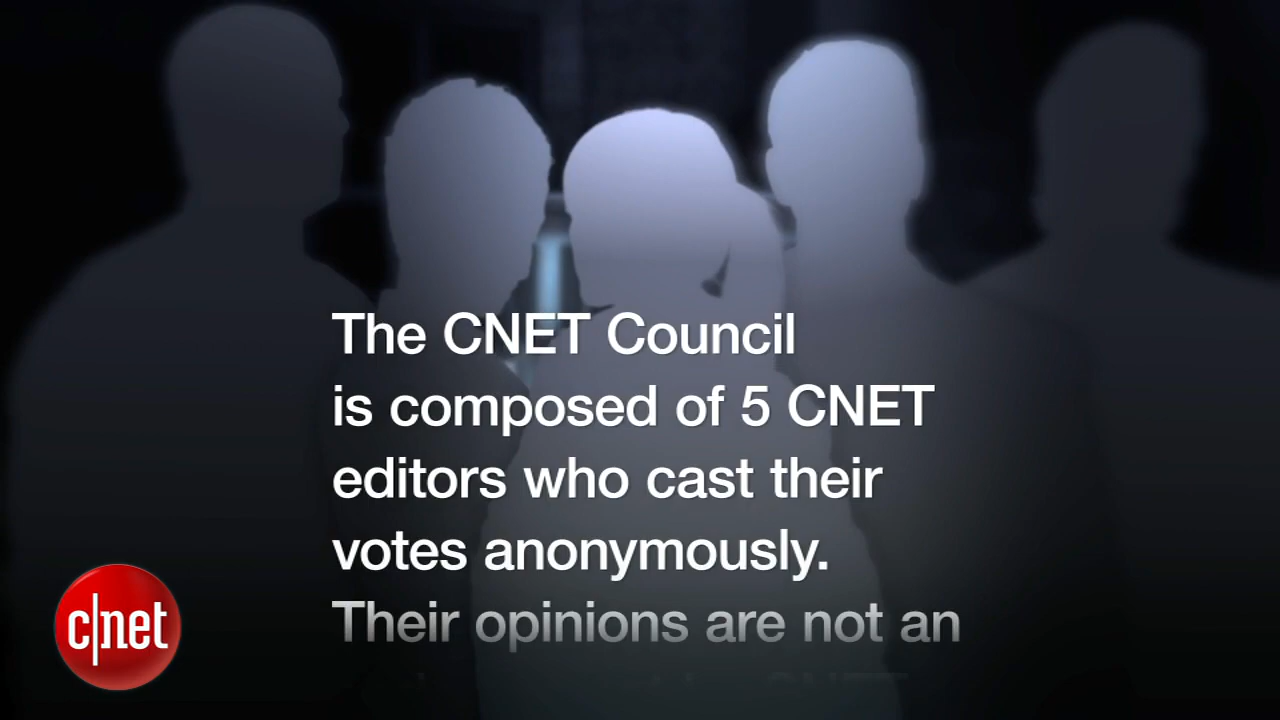 The CNET Council
is composed of 5 CNET
editors who cast their
votes anonymously.
Their opinions are not an
c|net